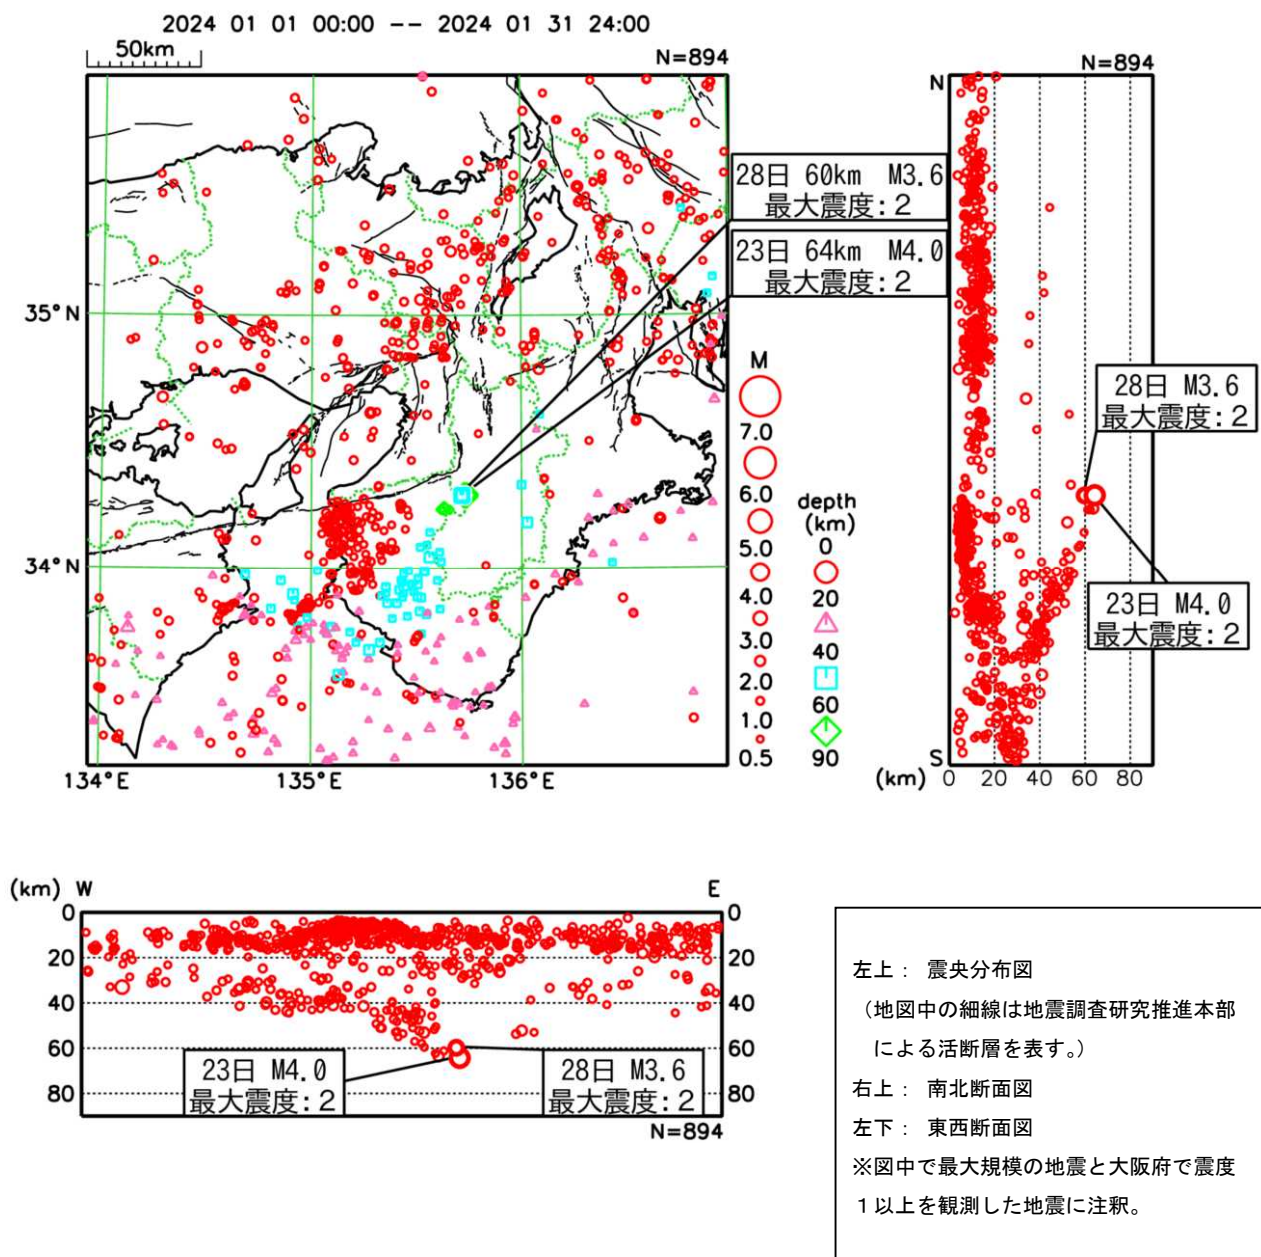 2024 01 01 00:00 -- 2024 01 31 24:00
50km
N=894
35°N
34°N
134°E
135°E
136°E
28日 60km M3.6
最大震度:2
23日 64km M4.0
最大震度:2
M
7.0
6.0
5.0
4.0
3.0
2.0
1.0
0.5
depth
(km)
0
20
40
60
90
N=894
N
S
(km)
0 20 40 60 80
28日 M3.6
最大震度:2
23日 M4.0
最大震度:2
(km) W
E
0
20
40
60
80
0
20
40
60
80
23日 M4.0
最大震度:2
28日 M3.6
最大震度:2
N=894
左上： 震央分布図
（地図中の細線は地震調査研究推進本部
による活断層を表す。）
右上： 南北断面図
左下： 東西断面図
※図中で最大規模の地震と大阪府で震度
１以上を観測した地震に注釈。